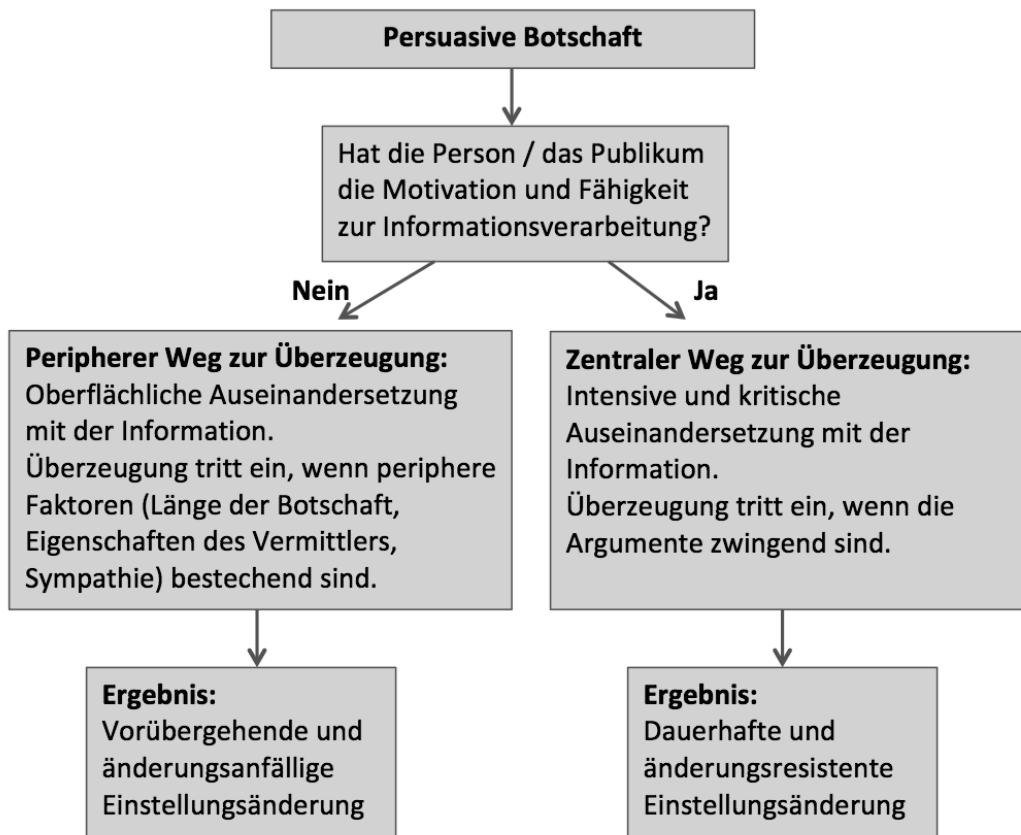 Persuasive Botschaft
Hat die Person / das Publikum
die Motivation und Fähigkeit
zur Informationsverarbeitung?
Nein
Ja
Peripherer Weg zur Überzeugung:
Oberflächliche Auseinandersetzung
mit der Information.
Überzeugung tritt ein, wenn periphere
Faktoren (Länge der Botschaft,
Eigenschaften des Vermittlers,
Sympathie) bestechend sind.
Zentraler Weg zur Überzeugung:
Intensive und kritische
Auseinandersetzung mit der
Information.
Überzeugung tritt ein, wenn die
Argumente zwingend sind.
Ergebnis:
Vorübergehende und
änderungsanfällige
Einstellungsänderung
Ergebnis:
Dauerhafte und
änderungsresistente
Einstellungsänderung